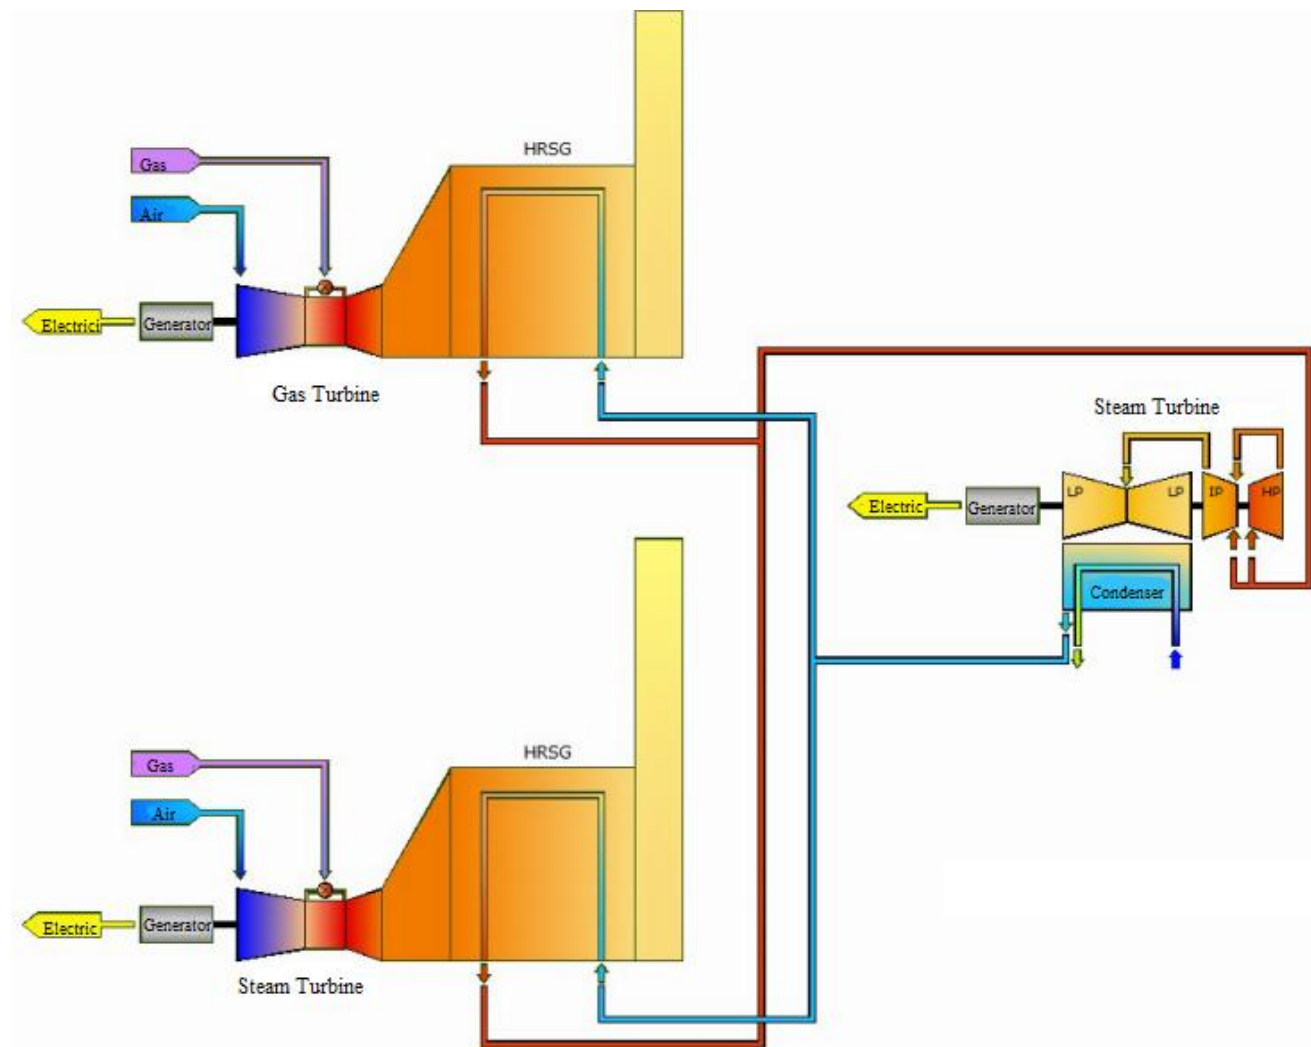 HRSG
Gas
Air
Electrici
Generator
Gas Turbine
Steam Turbine
LP
LP
IP
HP
Electric
Generator
Condenser
HRSG
Gas
Air
Electric
Generator
Steam Turbine